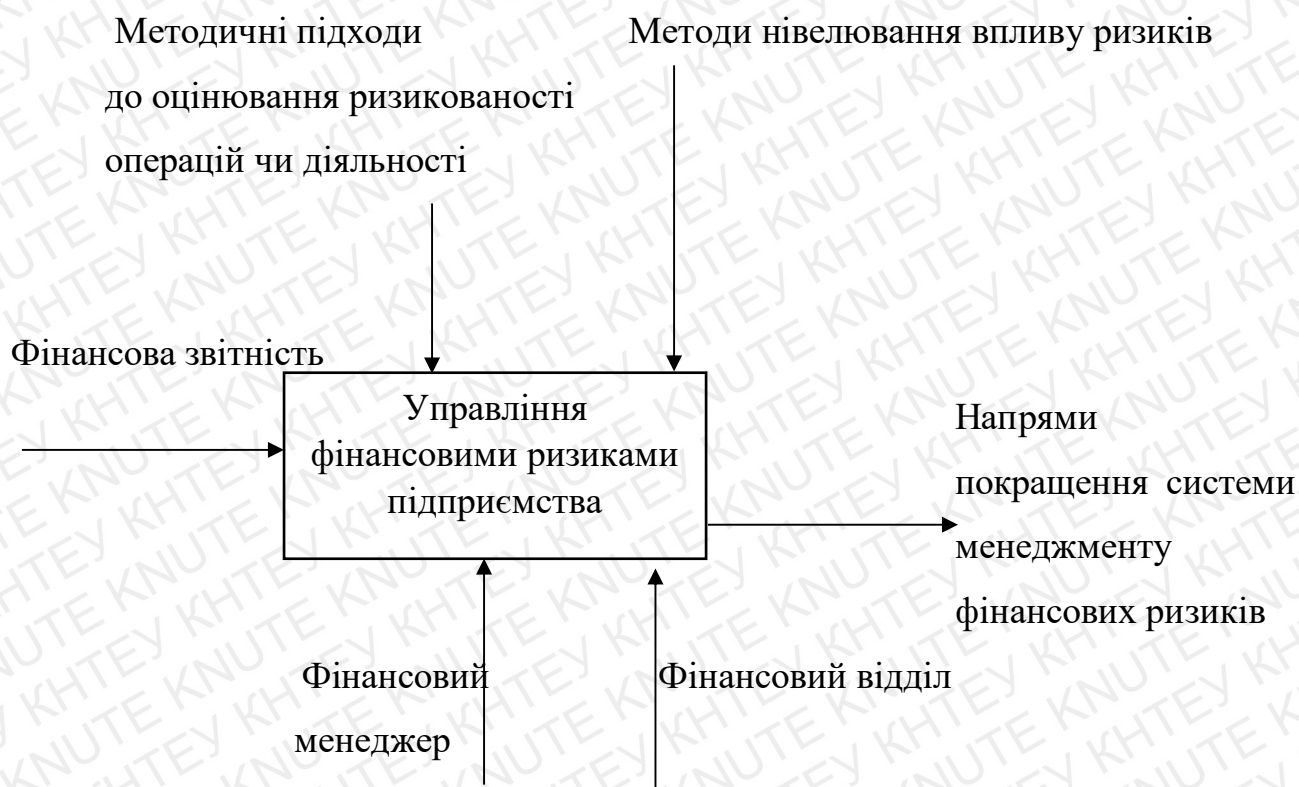 Методичні підходи
до оцінювання ризикованості
операцій чи діяльності
Методи нівелювання впливу ризиків
Фінансова звітність
Управління
фінансовими ризиками
підприємства
Напрями
покращення системи
менеджменту
фінансових ризиків
Фінансовий
менеджер
Фінансовий відділ